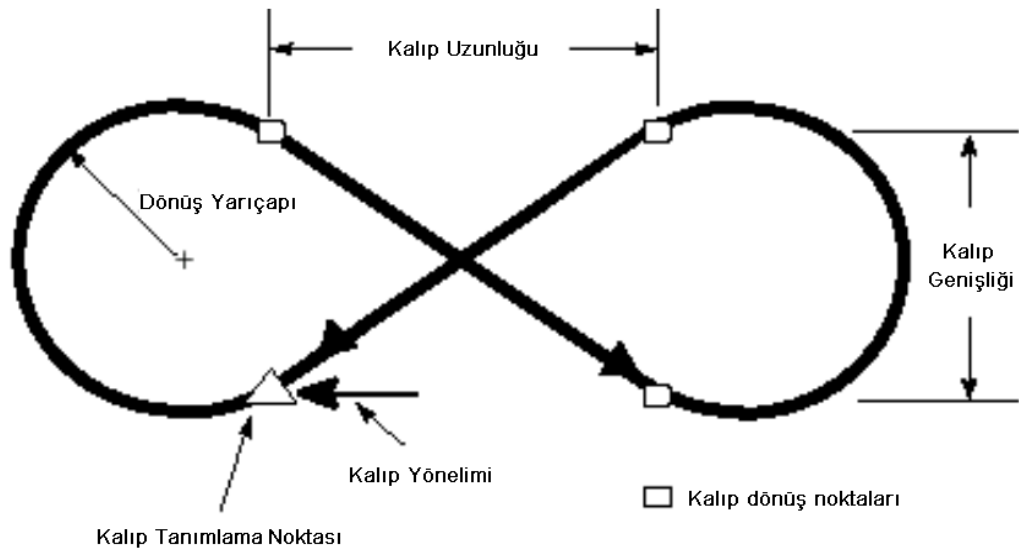 Kalıp Uzunluğu
Dönüş Yarıçapı
Kalıp
Genişliği
Kalıp Yönelimi
Kalıp dönüş noktaları
Kalıp Tanımlama Noktası